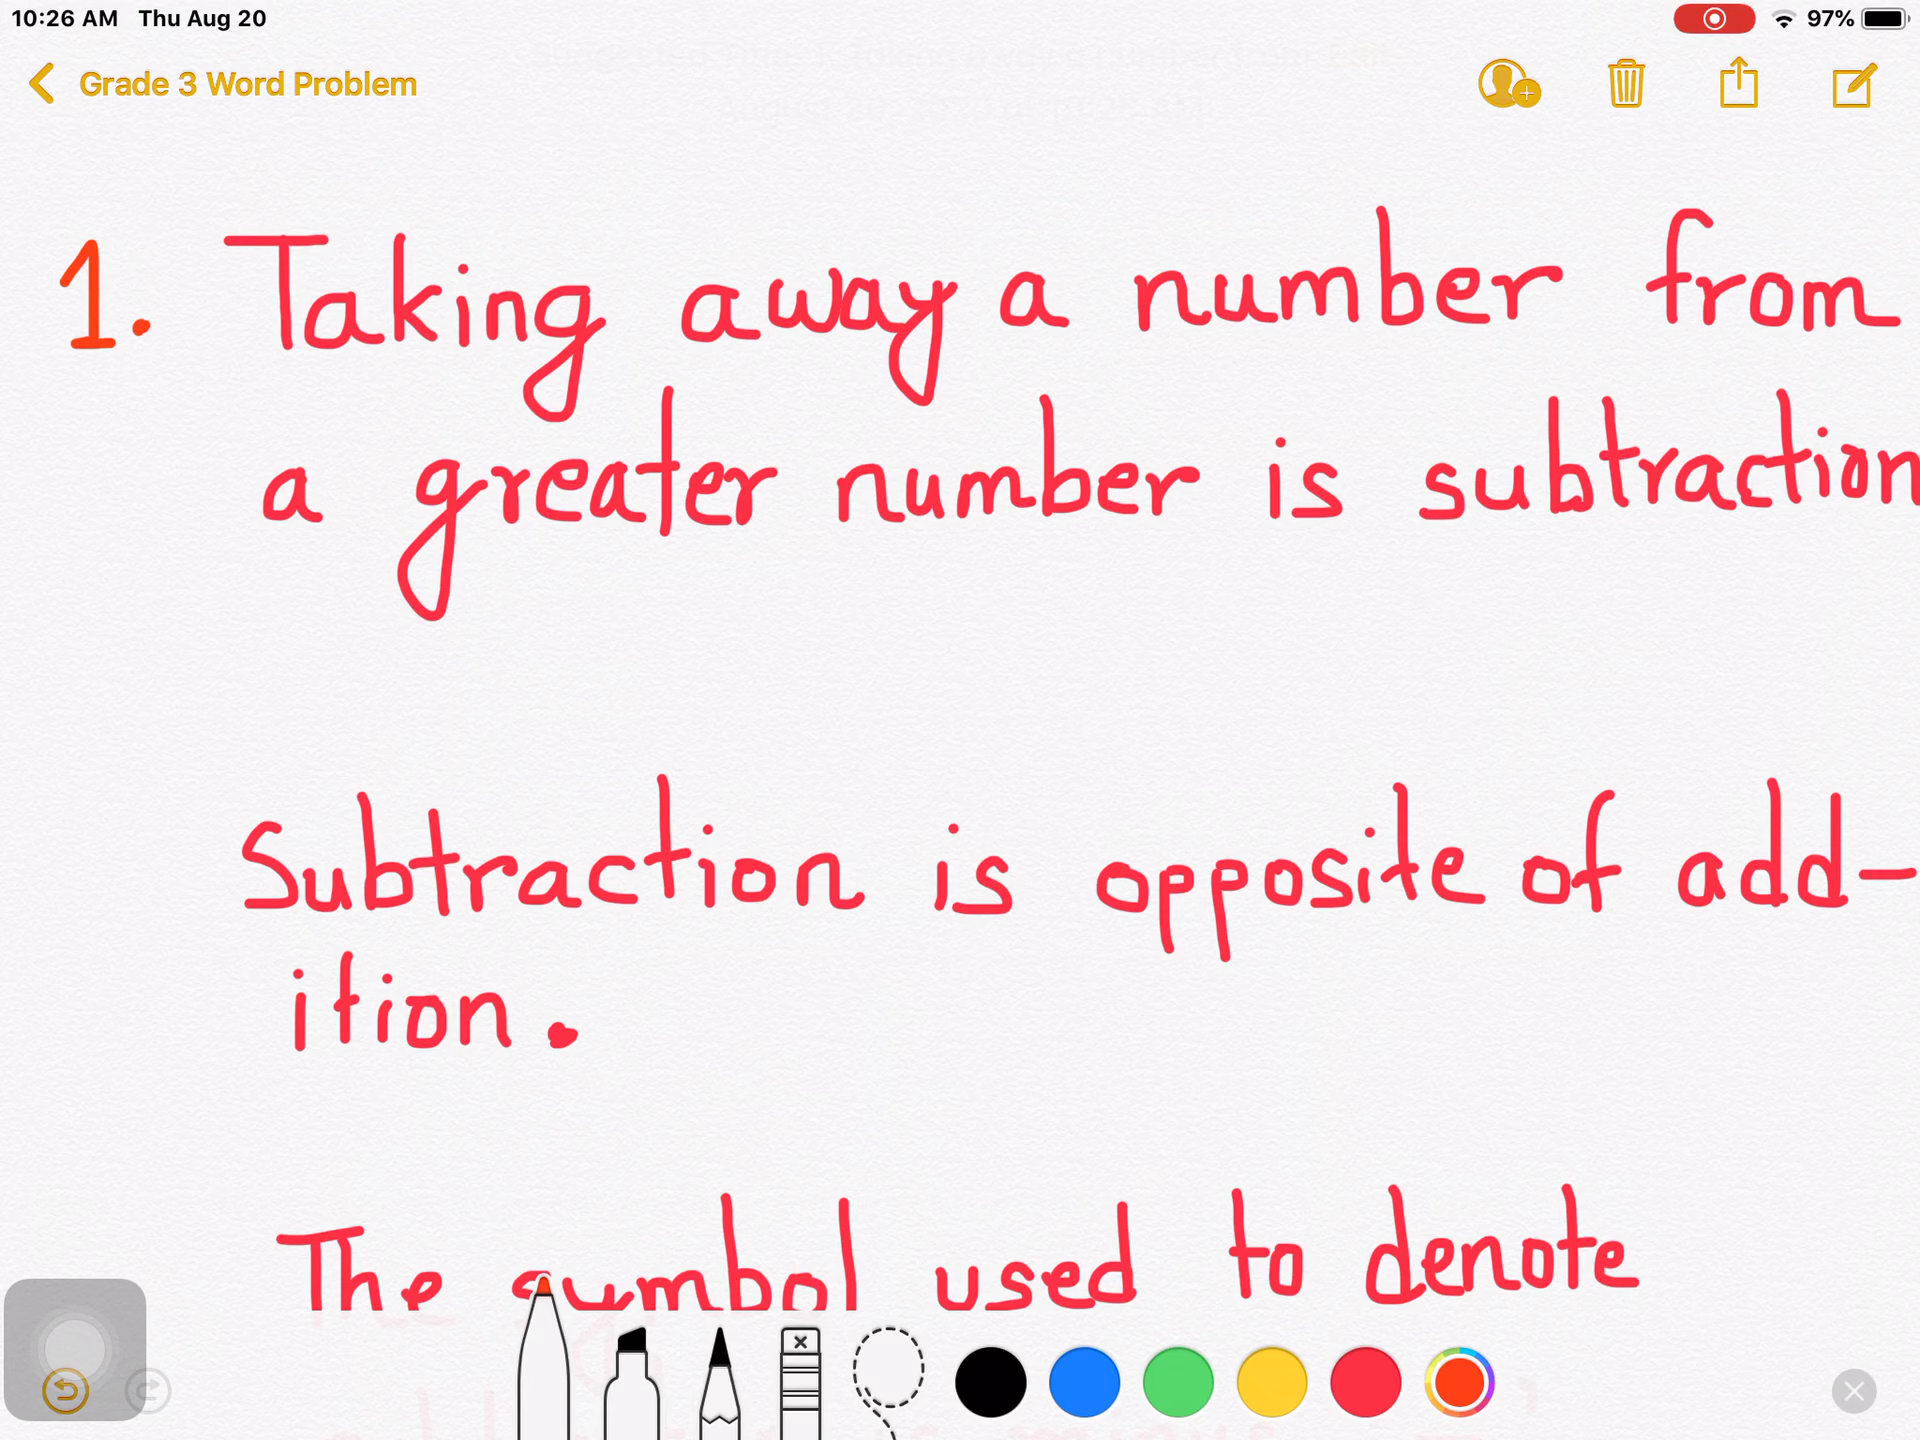 10:26 AM Thu Aug 20 97%
Grade 3 Word Problem
1. Taking away a number from
a greater number is subtraction
Subtraction is opposite of add-
ition.
The symbol used to denote